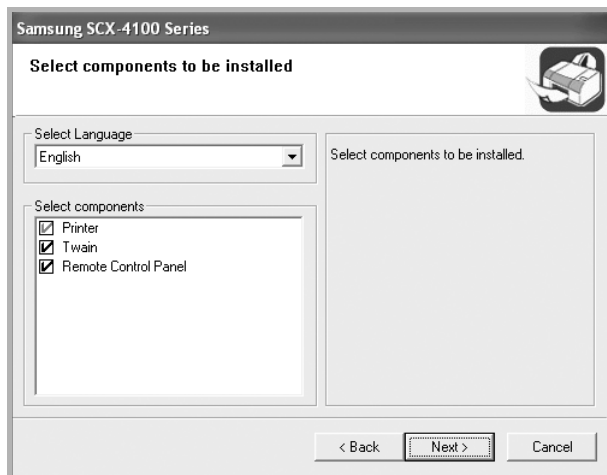 Samsung SCX-4100 Series
Select components to be installed
Select Language
English
Select components to be installed.
Select components
Printer
Twain
Remote Control Panel
< Back
Next >
Cancel